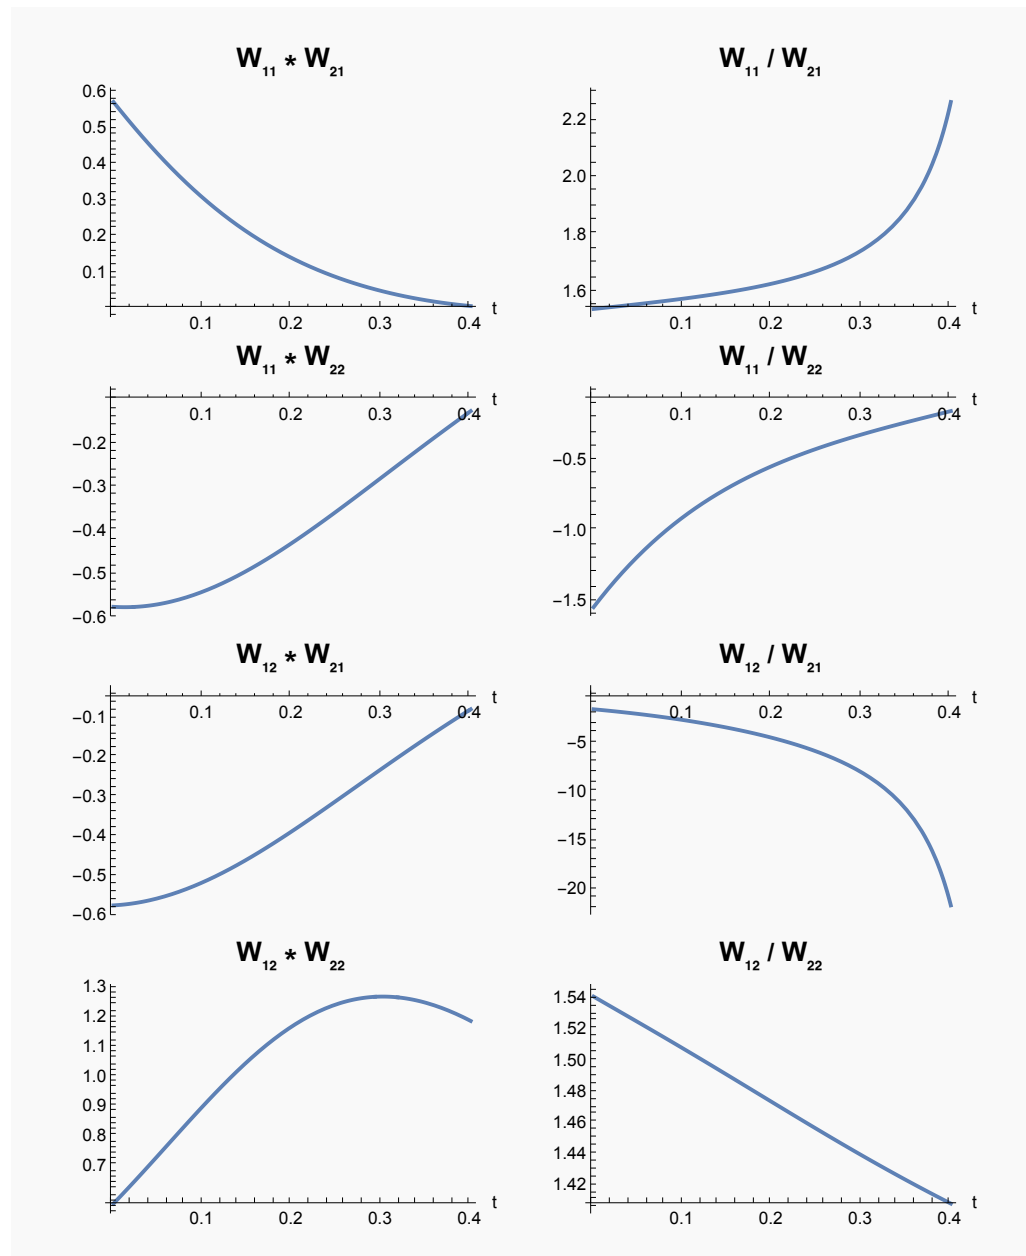 W₁₁ * W₂₁
0.6
0.5
0.4
0.3
0.2
0.1
0.1 0.2 0.3 0.4 t
W₁₁ / W₂₁
2.2
2.0
1.8
1.6
0.1 0.2 0.3 0.4 t
W₁₁ * W₂₂
0.1 0.2 0.3 0.4 t
−0.2
−0.3
−0.4
−0.5
−0.6
W₁₁ / W₂₂
0.1 0.2 0.3 0.4 t
−0.5
−1.0
−1.5
W₁₂ * W₂₁
0.1 0.2 0.3 0.4 t
−0.1
−0.2
−0.3
−0.4
−0.5
−0.6
W₁₂ / W₂₁
0.1 0.2 0.3 0.4 t
−5
−10
−15
−20
W₁₂ * W₂₂
1.3
1.2
1.1
1.0
0.9
0.8
0.7
0.1 0.2 0.3 0.4 t
W₁₂ / W₂₂
1.54
1.52
1.50
1.48
1.46
1.44
1.42
0.1 0.2 0.3 0.4 t